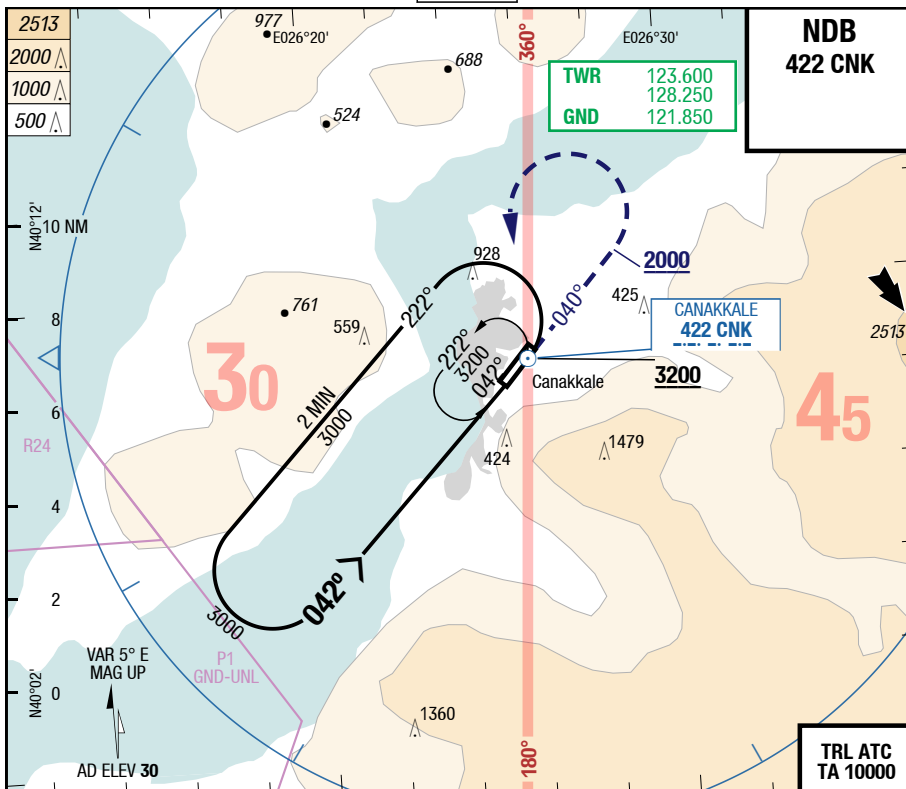 2513
2000
1000
500
977
E026°20'
688
524
360°
E026°30'
TWR 123.600
128.250
GND 121.850
NDB
422 CNK
N40°12'
10 NM
8
6
4
2
0
N40°02'
928
222°
040°
2000
425
2513
761
559
30
45
222°
3200
042°
CANAKKALE
422 CNK
3200
Canakkale
2 MIN
3000
R24
424
1479
042°
3000
P1
GND-UNL
VAR 5° E
MAG UP
AD ELEV 30
1360
180°
TRL ATC
TA 10000